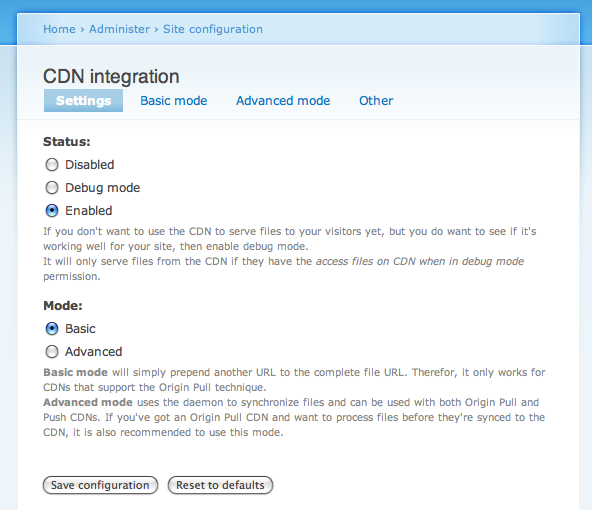 Home › Administer › Site configuration
CDN integration
Settings Basic mode Advanced mode Other
Status:
Disabled
Debug mode
Enabled
If you don't want to use the CDN to serve files to your visitors yet, but you do want to see if it's
working well for your site, then enable debug mode.
It will only serve files from the CDN if they have the access files on CDN when in debug mode
permission.
Mode:
Basic
Advanced
Basic mode will simply prepend another URL to the complete file URL. Therefor, it only works for
CDNs that support the Origin Pull technique.
Advanced mode uses the daemon to synchronize files and can be used with both Origin Pull and
Push CDNs. If you've got an Origin Pull CDN and want to process files before they're synced to the
CDN, it is also recommended to use this mode.
Save configuration Reset to defaults